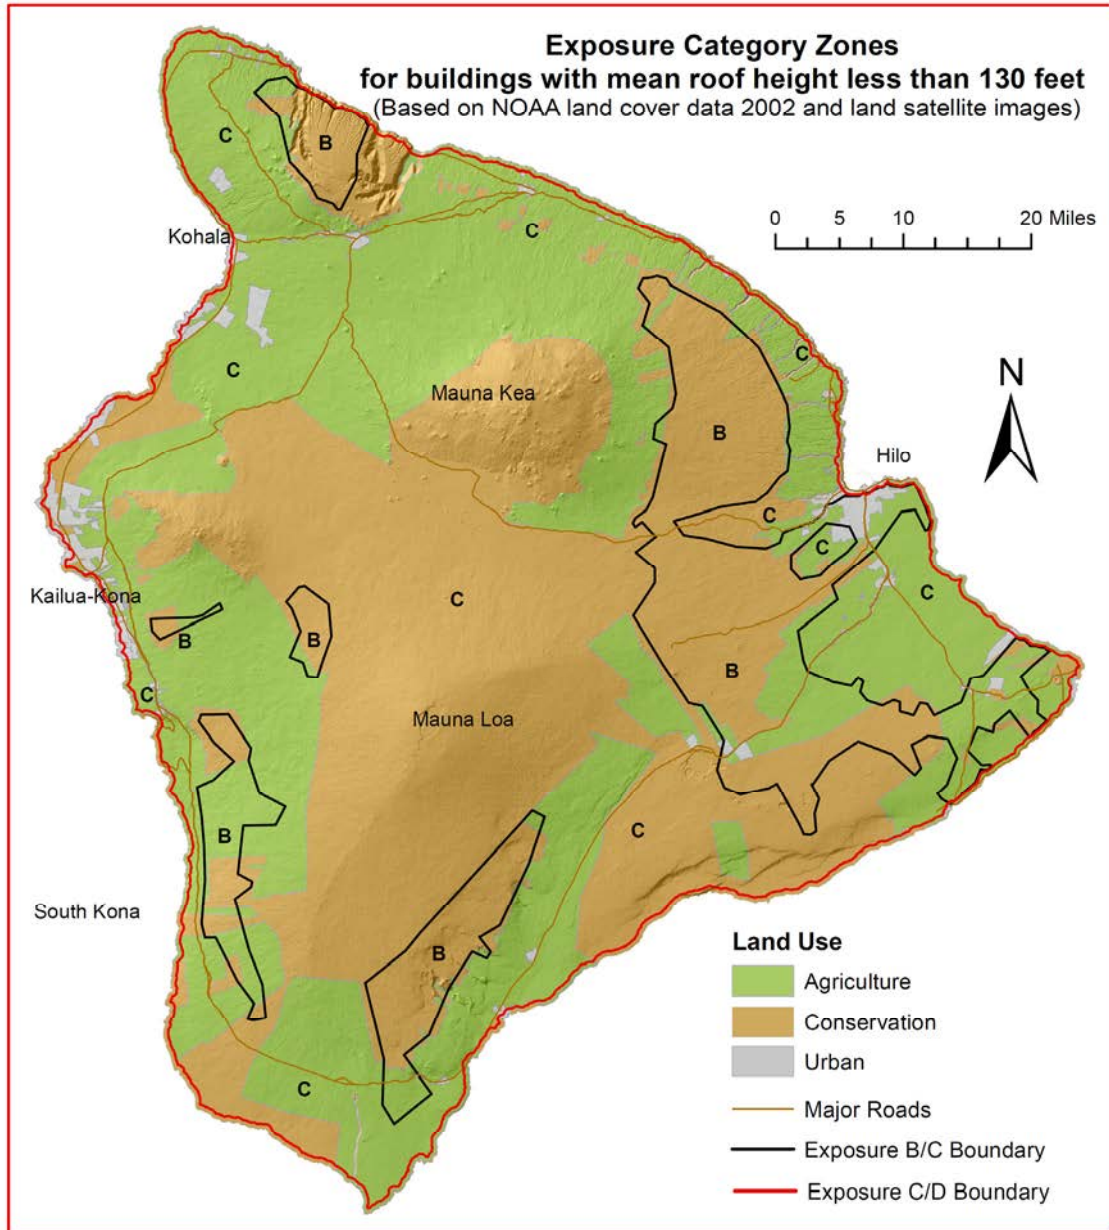 Exposure Category Zones
for buildings with mean roof height less than 130 feet
(Based on NOAA land cover data 2002 and land satellite images)
C
B
0 5 10 20 Miles
Kohala
C
C
C
N
Mauna Kea
B
Hilo
C
C
Kailua-Kona
C
C
B
B
B
C
Mauna Loa
B
C
South Kona
B
C
Land Use
Agriculture
Conservation
Urban
Major Roads
Exposure B/C Boundary
Exposure C/D Boundary